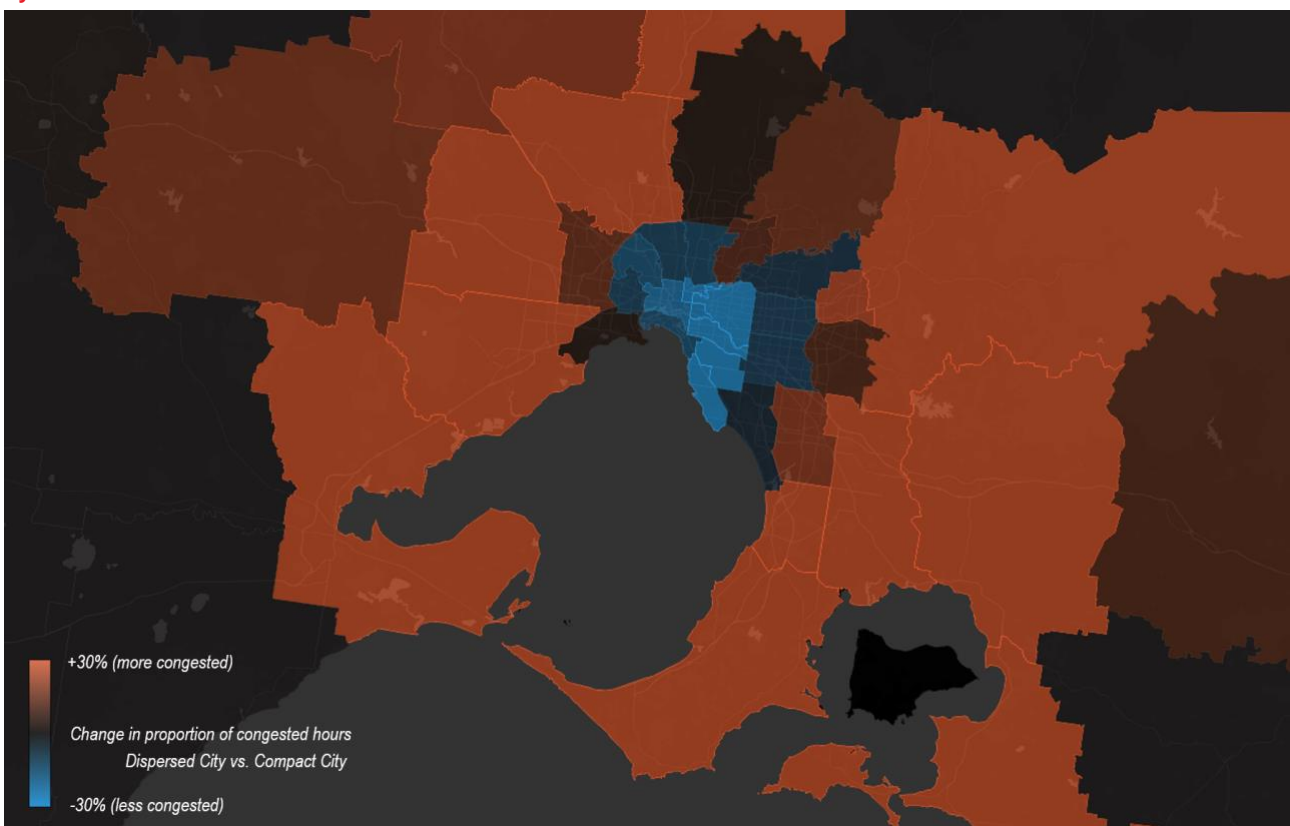 +30% (more congested)
Change in proportion of congested hours
Dispersed City vs. Compact City
-30% (less congested)